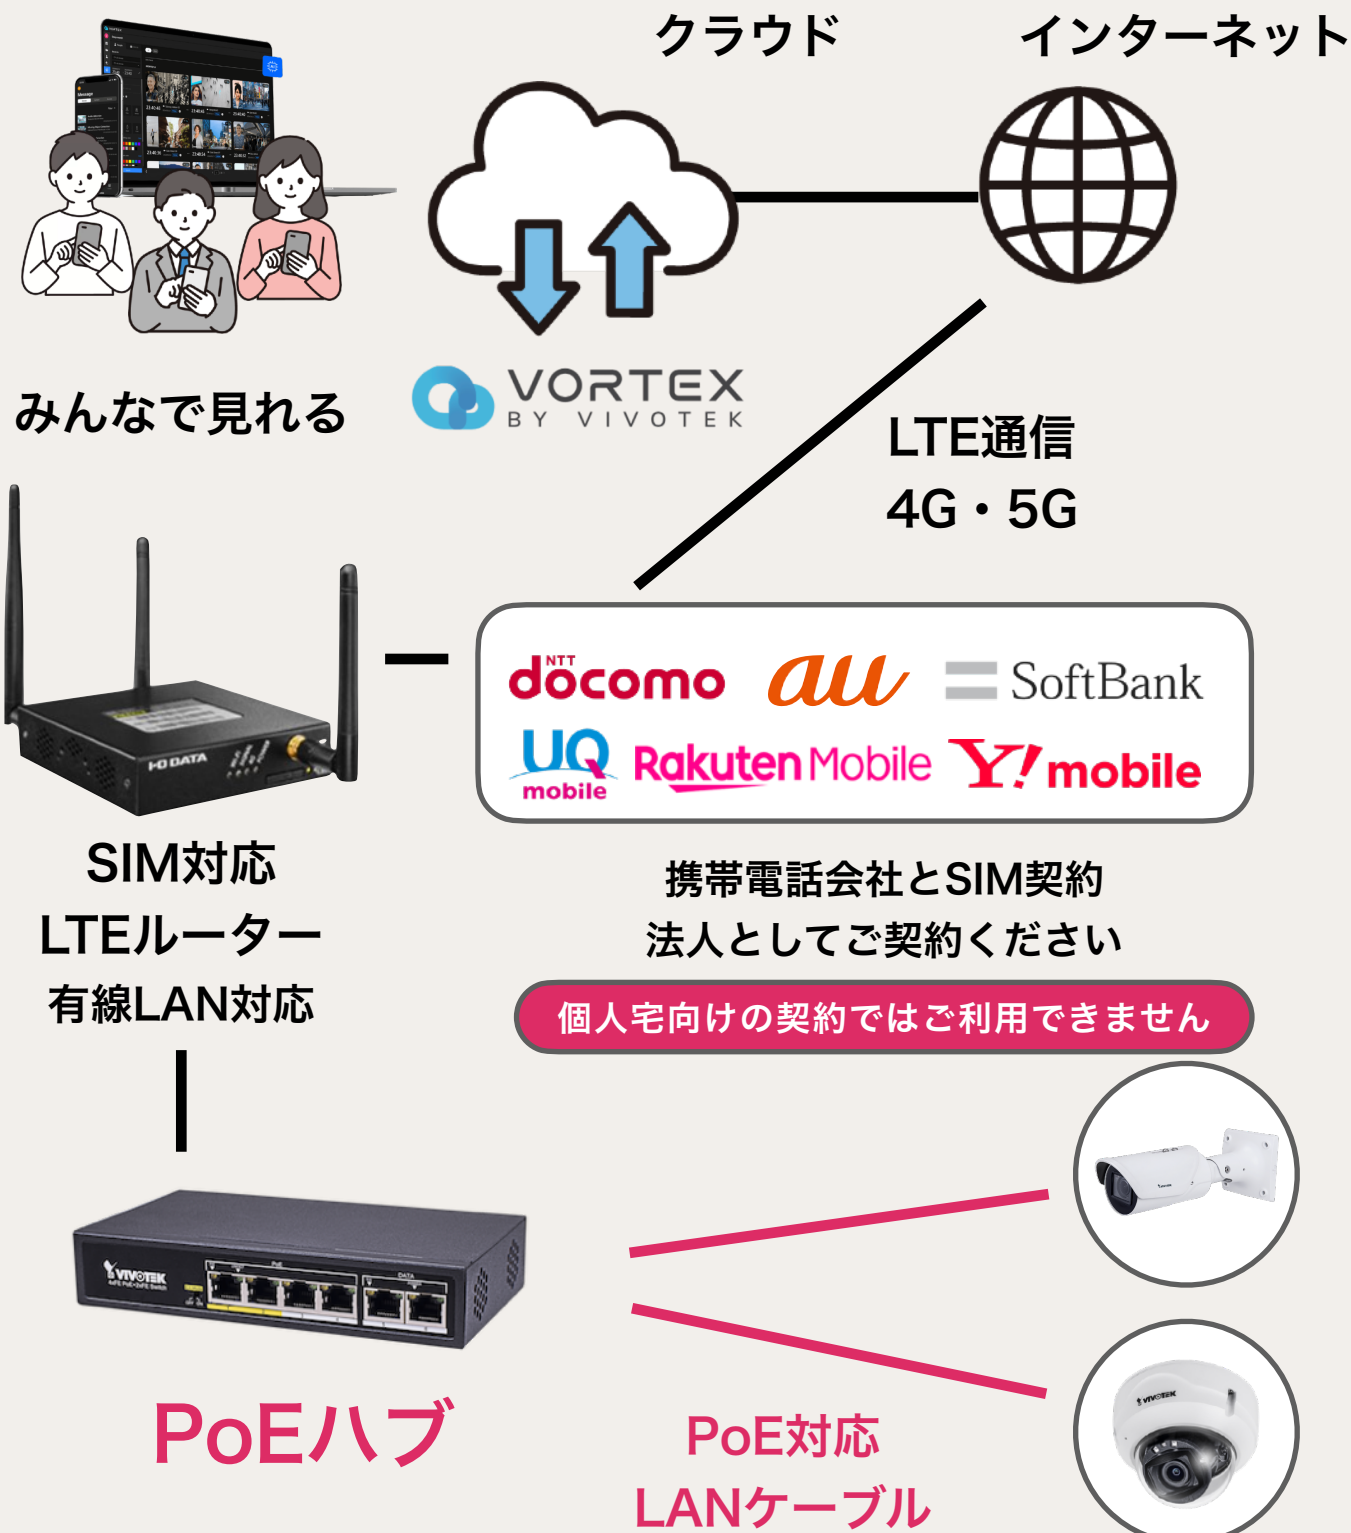 クラウド
インターネット
みんなで見れる
VORTEX
BY VIVOTEK
LTE通信
4G・5G
NTT
docomo
au
SoftBank
UQ
mobile
Rakuten Mobile
Y!mobile
I-O DATA
SIM対応
LTEルーター
有線LAN対応
携帯電話会社とSIM契約
法人としてご契約ください
個人宅向けの契約ではご利用できません
VIVOTEK
PoE
DATA
PoEハブ
PoE対応
LANケーブル
VIVOTEK